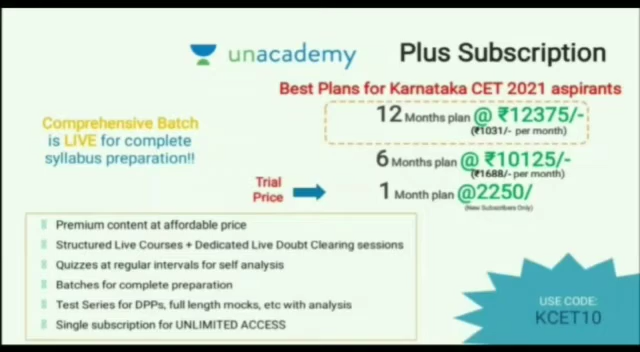 unacademy
Plus Subscription
Best Plans for Karnataka CET 2021 aspirants
12 Months plan @ ₹12375/-
(₹1031/- per month)
Comprehensive Batch
is LIVE for complete
syllabus preparation!!
6 Months plan @ ₹10125/-
(₹1688/- per month)
Trial
Price
1 Month plan @2250/
(New Subscribers Only)
Premium content at affordable price
Structured Live Courses + Dedicated Live Doubt Clearing sessions
Quizzes at regular intervals for self analysis
Batches for complete preparation
Test Series for DPPs, full length mocks, etc with analysis
Single subscription for UNLIMITED ACCESS
USE CODE:
KCET10